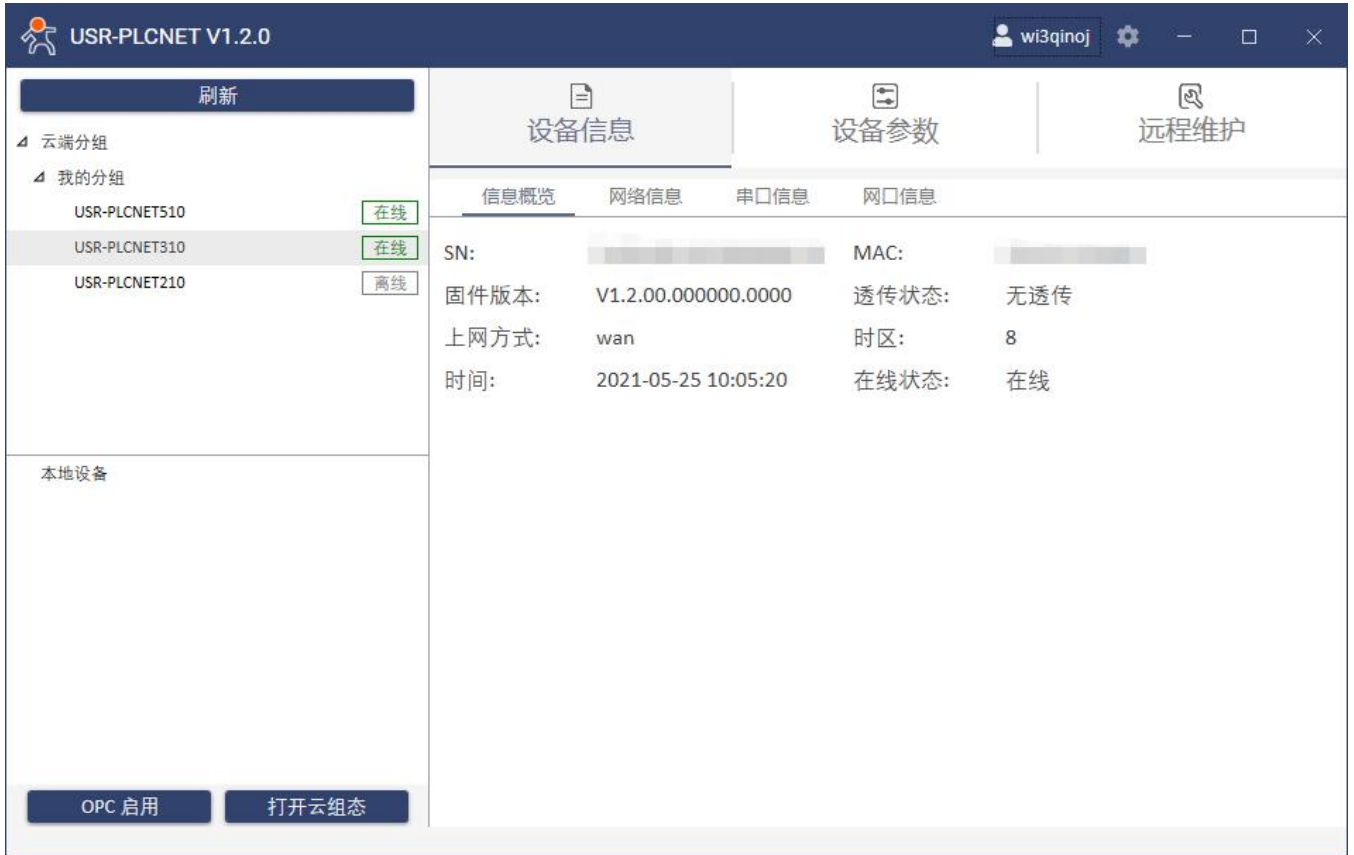 USR-PLCNET V1.2.0
wi3qinoj
刷新
云端分组
我的分组
USR-PLCNET510 在线
USR-PLCNET310 在线
USR-PLCNET210 离线
本地设备
OPC 启用 打开云组态
设备信息 设备参数 远程维护
信息概览 网络信息 串口信息 网口信息
SN: MAC:
固件版本: V1.2.00.000000.0000 透传状态: 无透传
上网方式: wan 时区: 8
时间: 2021-05-25 10:05:20 在线状态: 在线